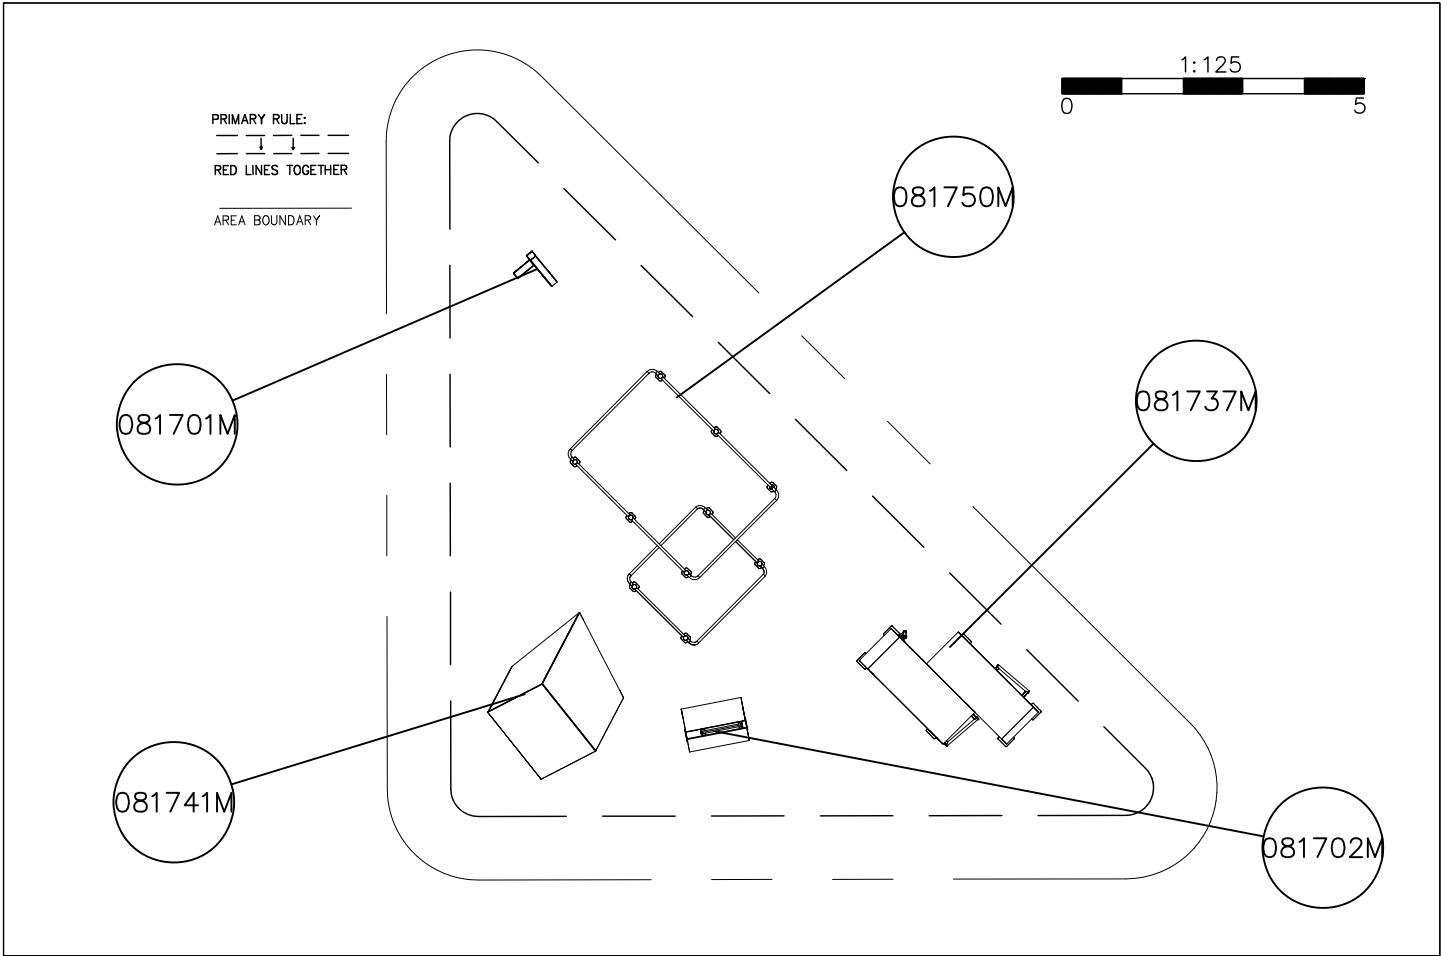 1:125
0 5
PRIMARY RULE:
RED LINES TOGETHER
AREA BOUNDARY
081750M
081701M
081737M
081741M
081702M